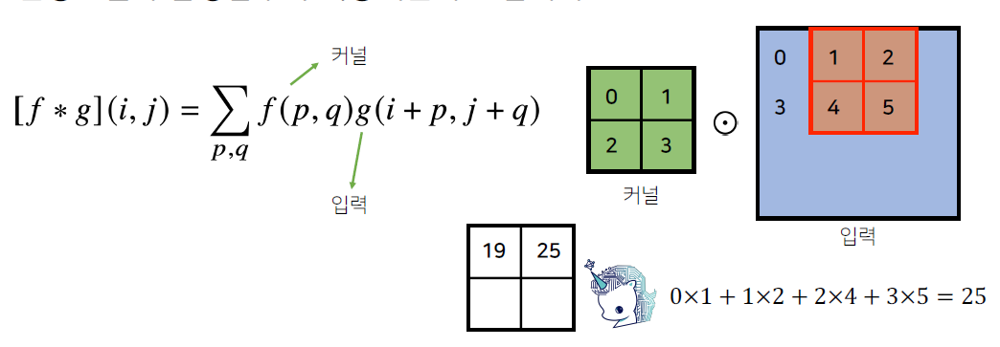 커널
[f * g](i, j) = ∑ f(p, q)g(i + p, j + q)
p,q
입력
0 1
2 3
커널
⊙
0 1 2
3 4 5
입력
19 25
0×1 + 1×2 + 2×4 + 3×5 = 25